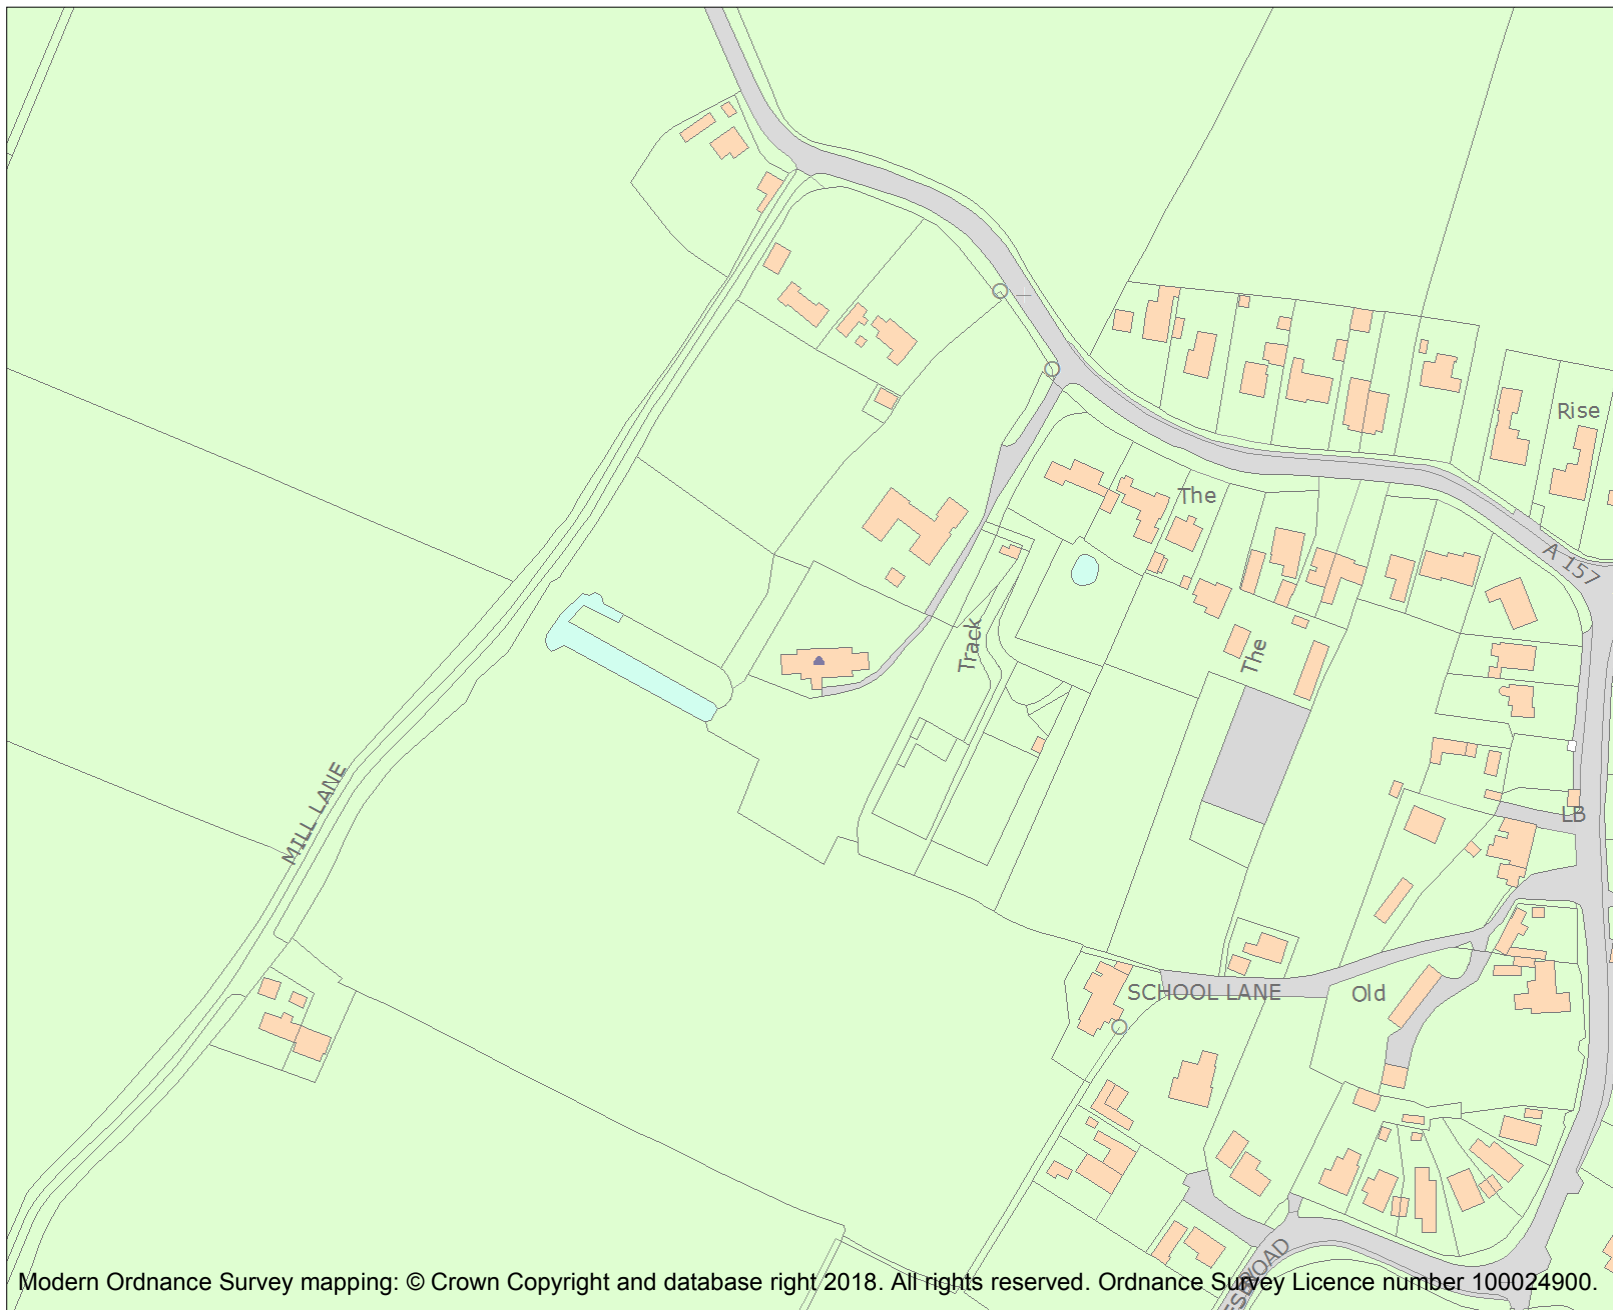 Rise
The
A 157
Track
The
MILL LANE
LB
SCHOOL LANE
Old
Modern Ordnance Survey mapping: © Crown Copyright and database right 2018. All rights reserved. Ordnance Survey Licence number 100024900.